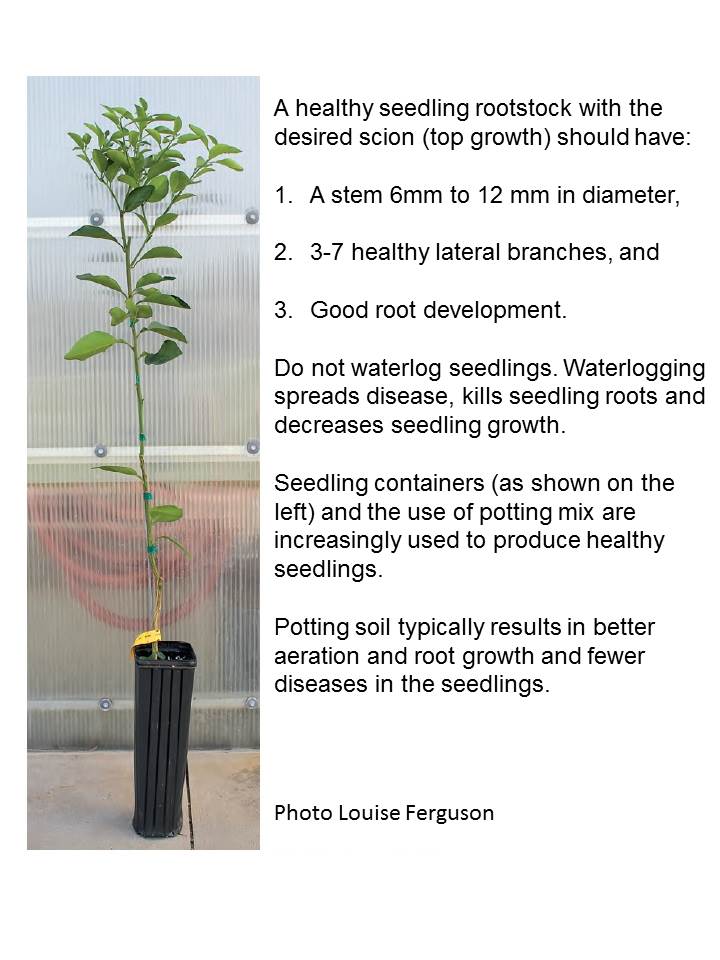 A healthy seedling rootstock with the
desired scion (top growth) should have:
1. A stem 6mm to 12 mm in diameter,
2. 3-7 healthy lateral branches, and
3. Good root development.
Do not waterlog seedlings. Waterlogging
spreads disease, kills seedling roots and
decreases seedling growth.
Seedling containers (as shown on the
left) and the use of potting mix are
increasingly used to produce healthy
seedlings.
Potting soil typically results in better
aeration and root growth and fewer
diseases in the seedlings.
Photo Louise Ferguson